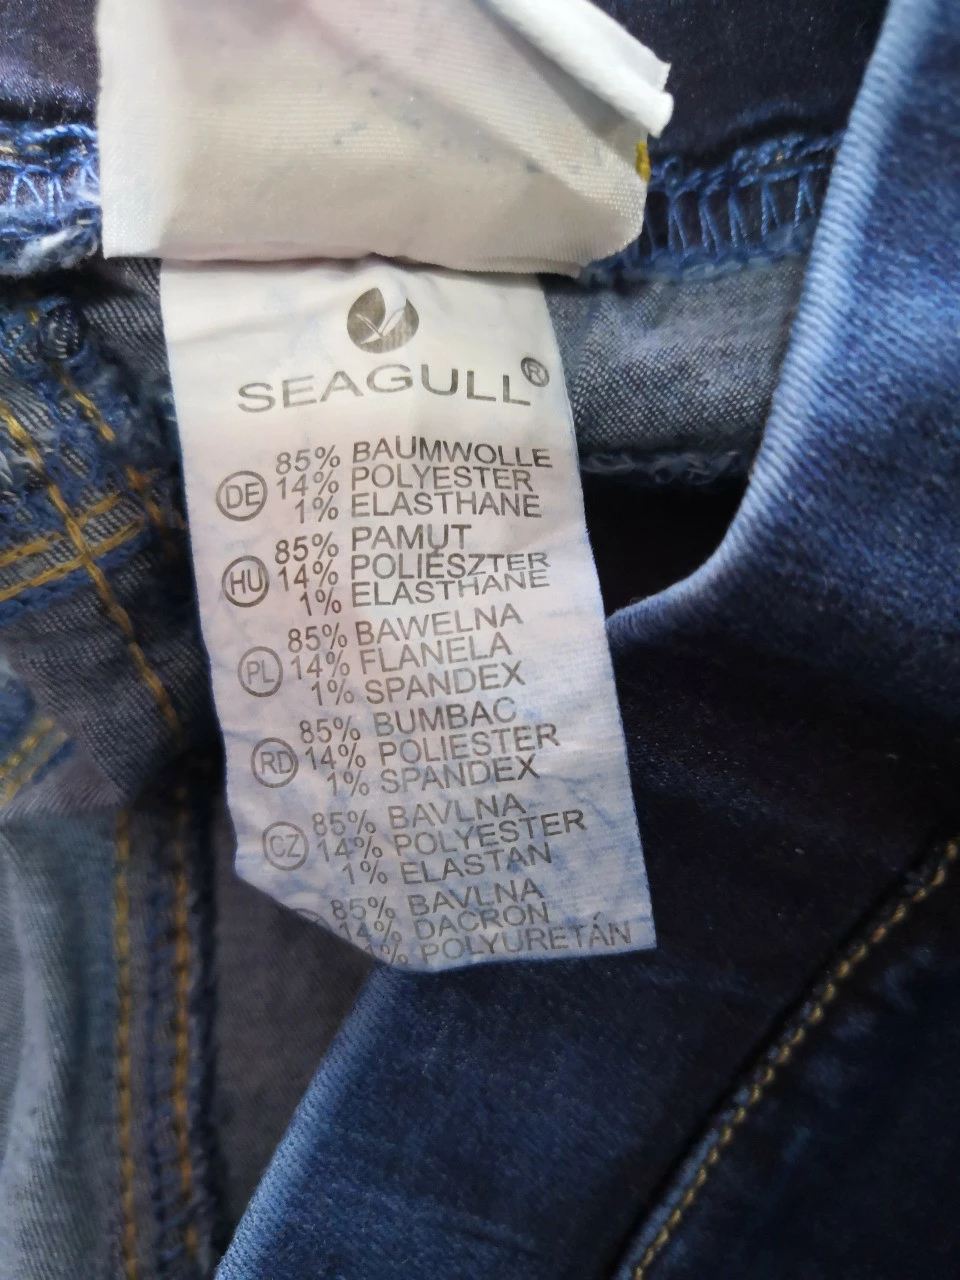 SEAGULL®
85% BAUMWOLLE
DE 14% POLYESTER
1% ELASTHANE
85% PAMUT
HU 14% POLIÉSZTER
1% ELASTHANE
85% BAWELNA
PL 14% FLANELA
1% SPANDEX
85% BUMBAC
RD 14% POLIESTER
1% SPANDEX
85% BAVLNA
CZ 14% POLYESTER
1% ELASTAN
85% BAVLNA
14% DACRON
1% POLYURETÁN